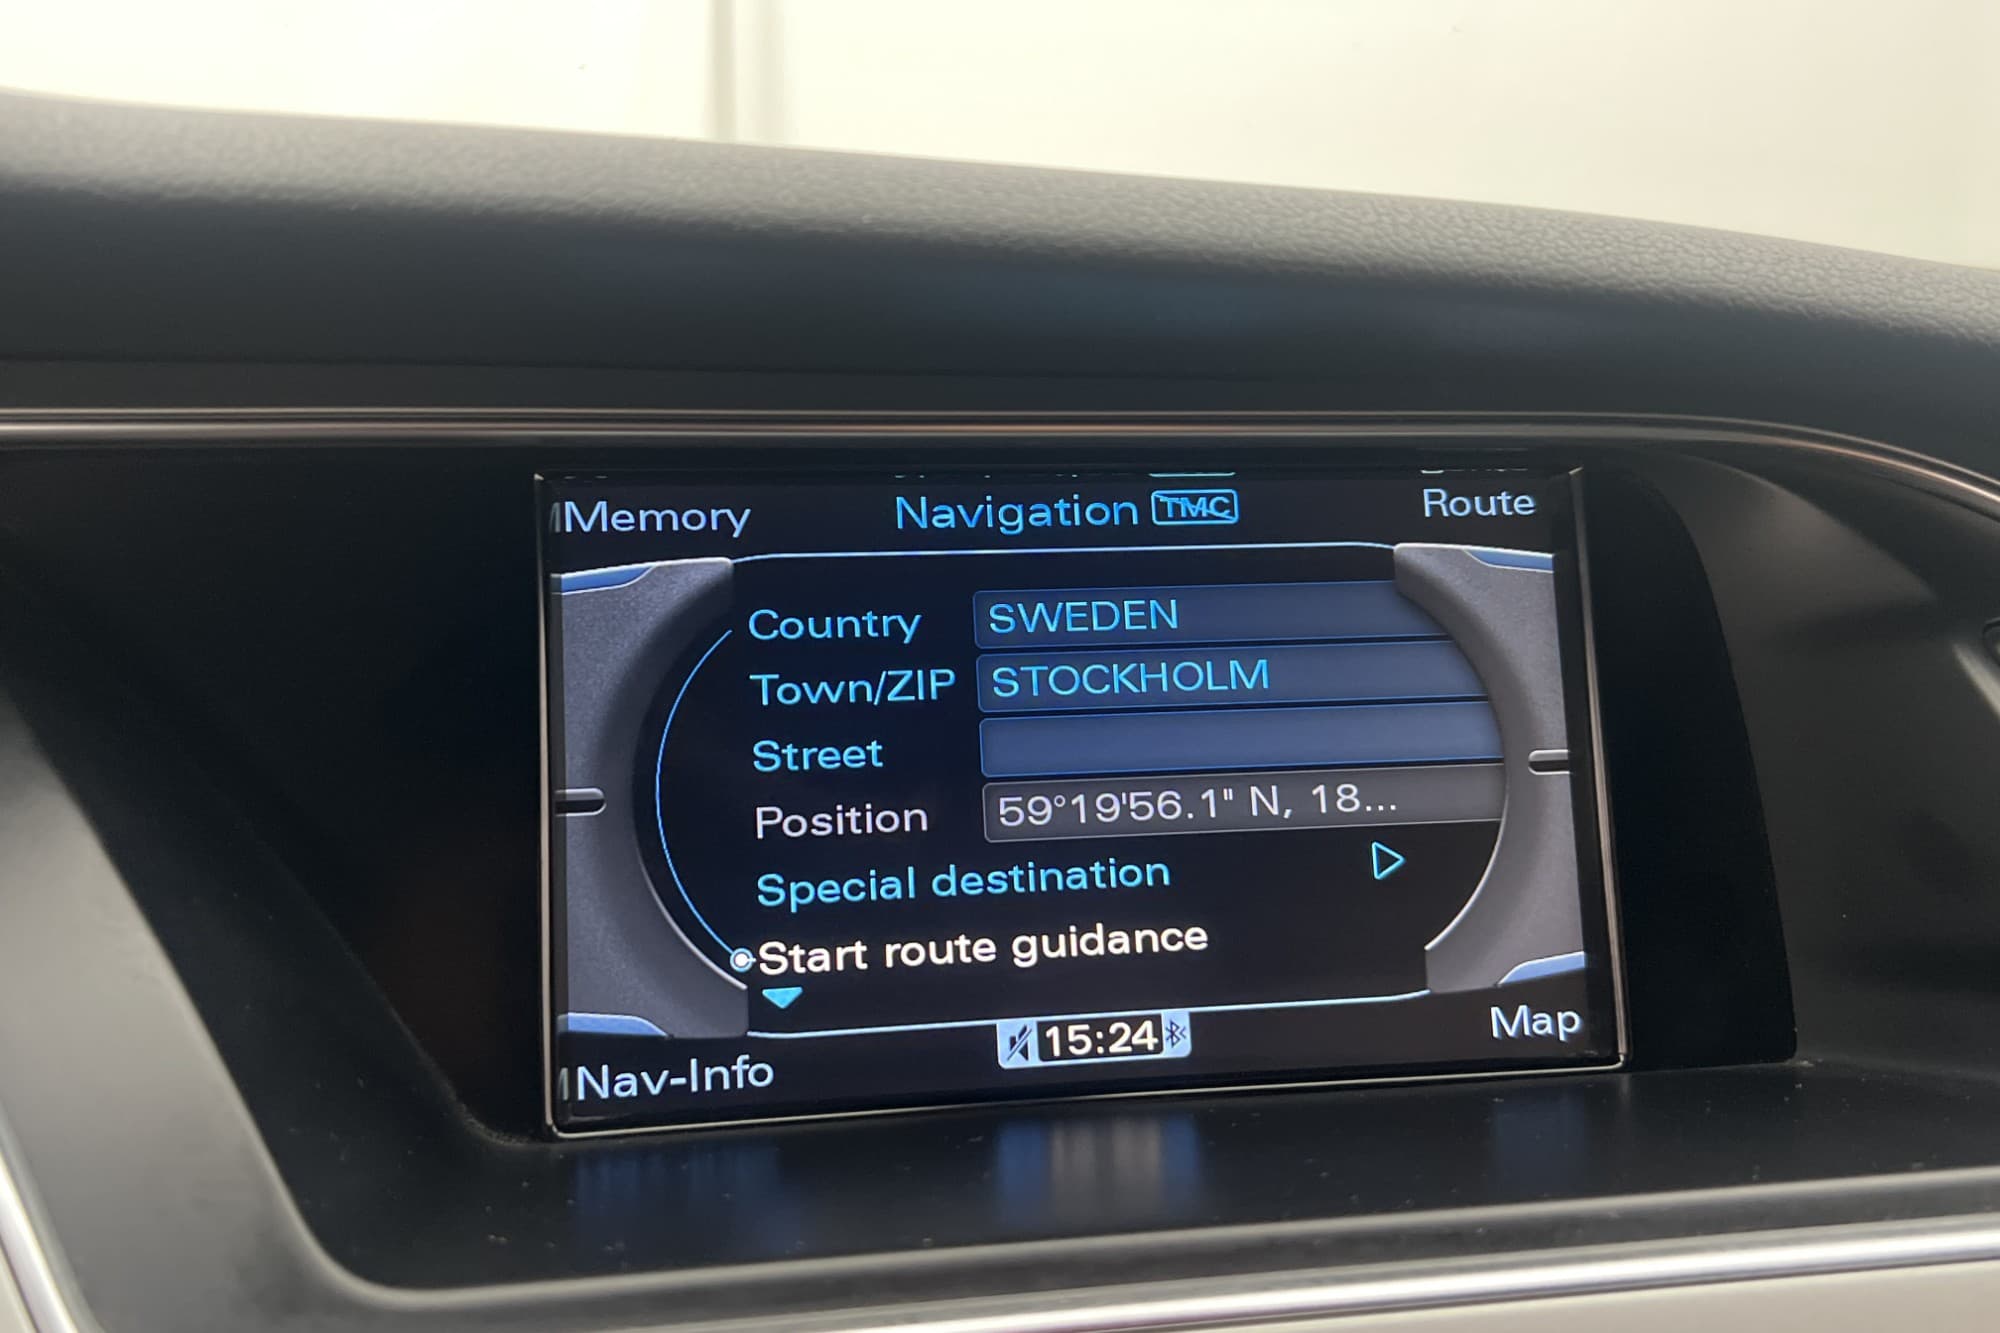 Memory
Navigation TMC
Route
Country SWEDEN
Town/ZIP STOCKHOLM
Street
Position 59°19'56.1" N, 18...
Special destination
Start route guidance
Nav-Info
15:24
Map